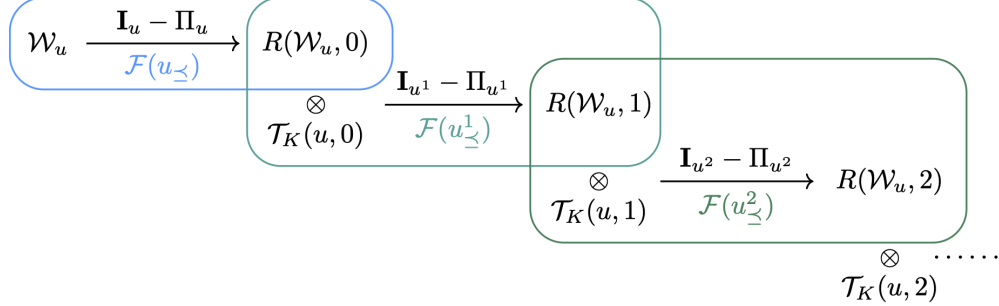 𝒲_u  𝐈_u − Π_u  R(𝒲_u, 0)
ℱ(u_⪯)
⊗  𝐈_{u^1} − Π_{u^1}  R(𝒲_u, 1)
𝒯_K(u, 0)  ℱ(u^1_⪯)
⊗  𝐈_{u^2} − Π_{u^2}  R(𝒲_u, 2)
𝒯_K(u, 1)  ℱ(u^2_⪯)
⊗ ······
𝒯_K(u, 2)